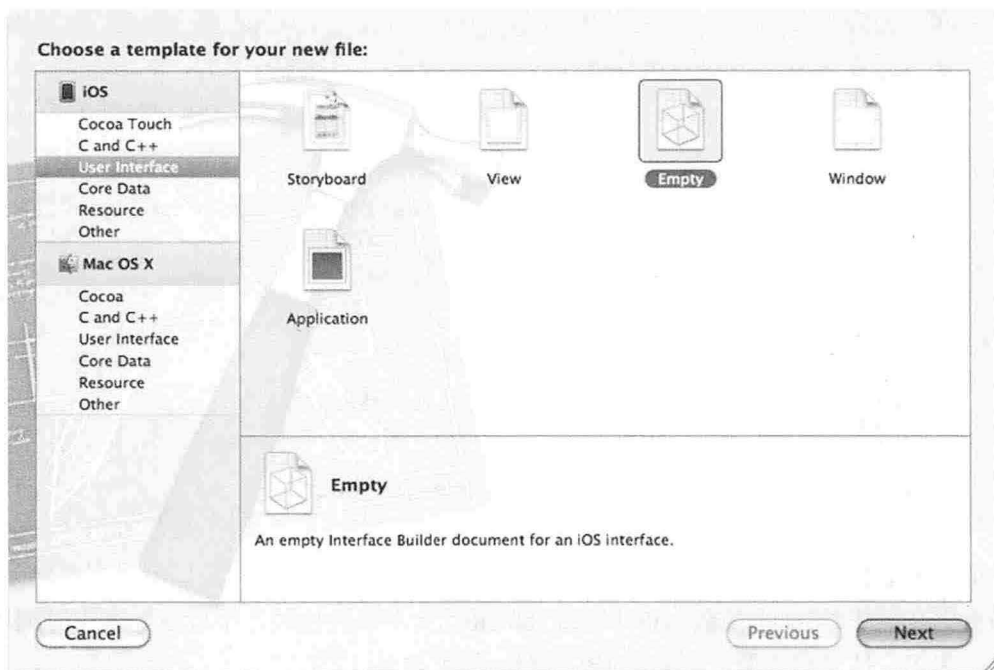 Choose a template for your new file:
iOS
Cocoa Touch
C and C++
User Interface
Core Data
Resource
Other
Mac OS X
Cocoa
C and C++
User Interface
Core Data
Resource
Other
Storyboard
View
Empty
Window
Application
Empty
An empty Interface Builder document for an iOS interface.
Cancel
Previous
Next